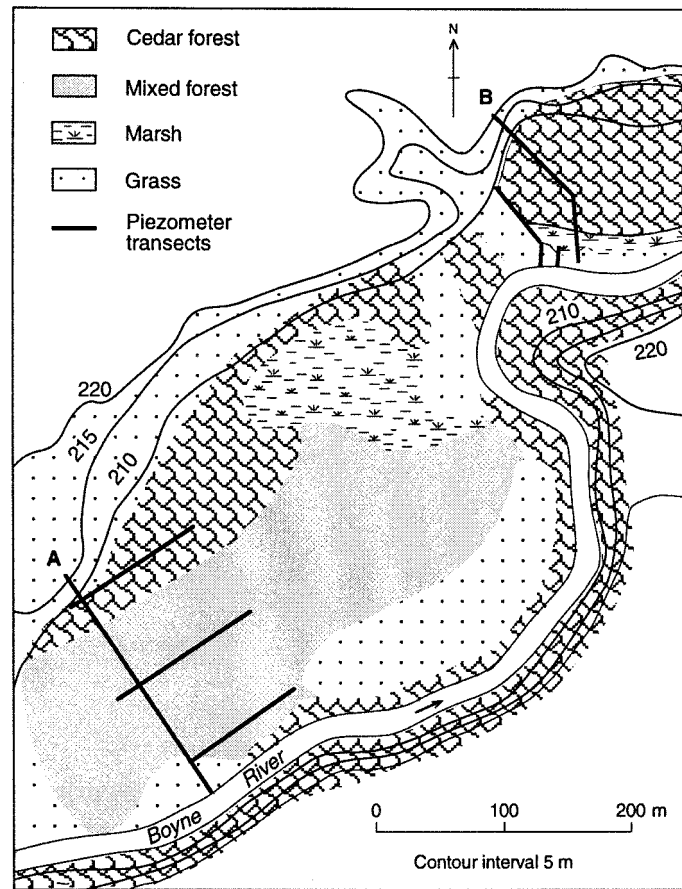 Cedar forest
Mixed forest
Marsh
Grass
Piezometer
transects
N
B
210
220
220
215
210
A
Boyne River
0 100 200 m
Contour interval 5 m